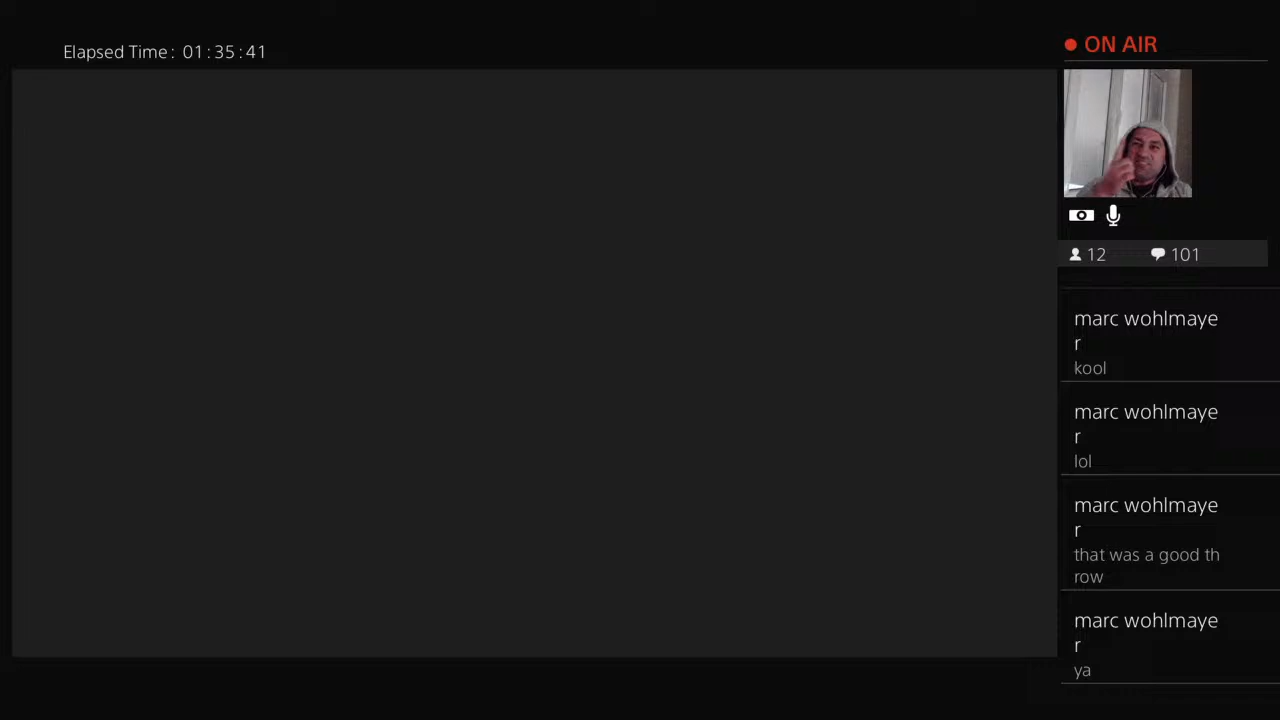 Elapsed Time: 01:35:41
ON AIR
12 101
marc wohlmaye
r
kool
marc wohlmaye
r
lol
marc wohlmaye
r
that was a good th
row
marc wohlmaye
r
ya